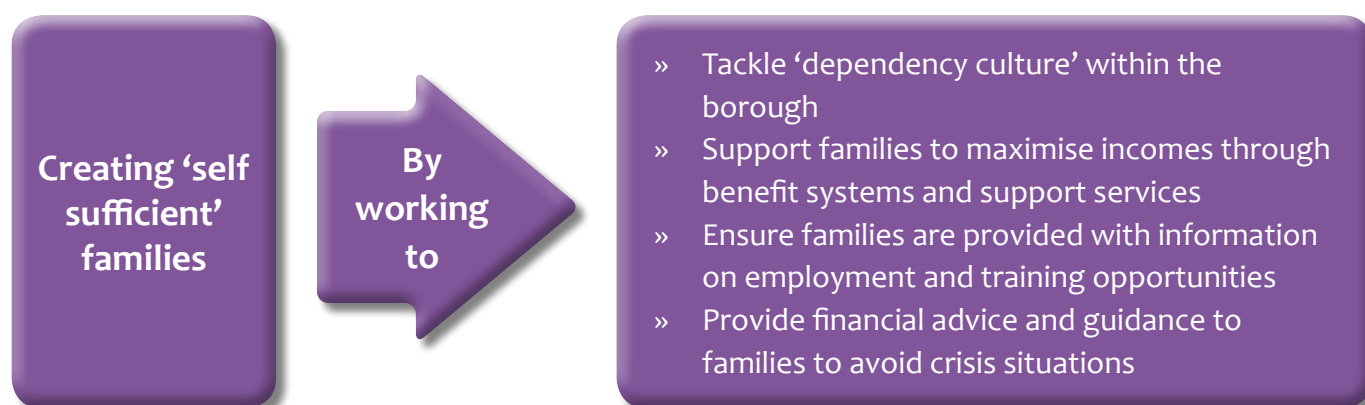 Creating ‘self
sufficient’
families
By
working
to
» Tackle ‘dependency culture’ within the
borough
» Support families to maximise incomes through
benefit systems and support services
» Ensure families are provided with information
on employment and training opportunities
» Provide financial advice and guidance to
families to avoid crisis situations